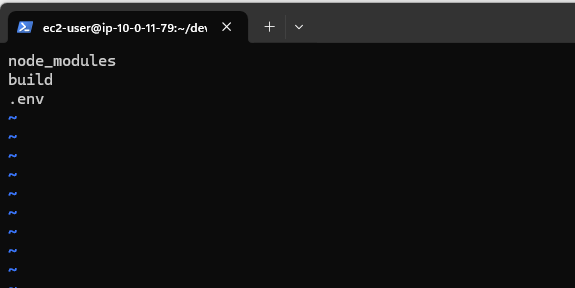 ec2-user@ip-10-0-11-79:~/dev
node_modules
build
.env
~
~
~
~
~
~
~
~
~